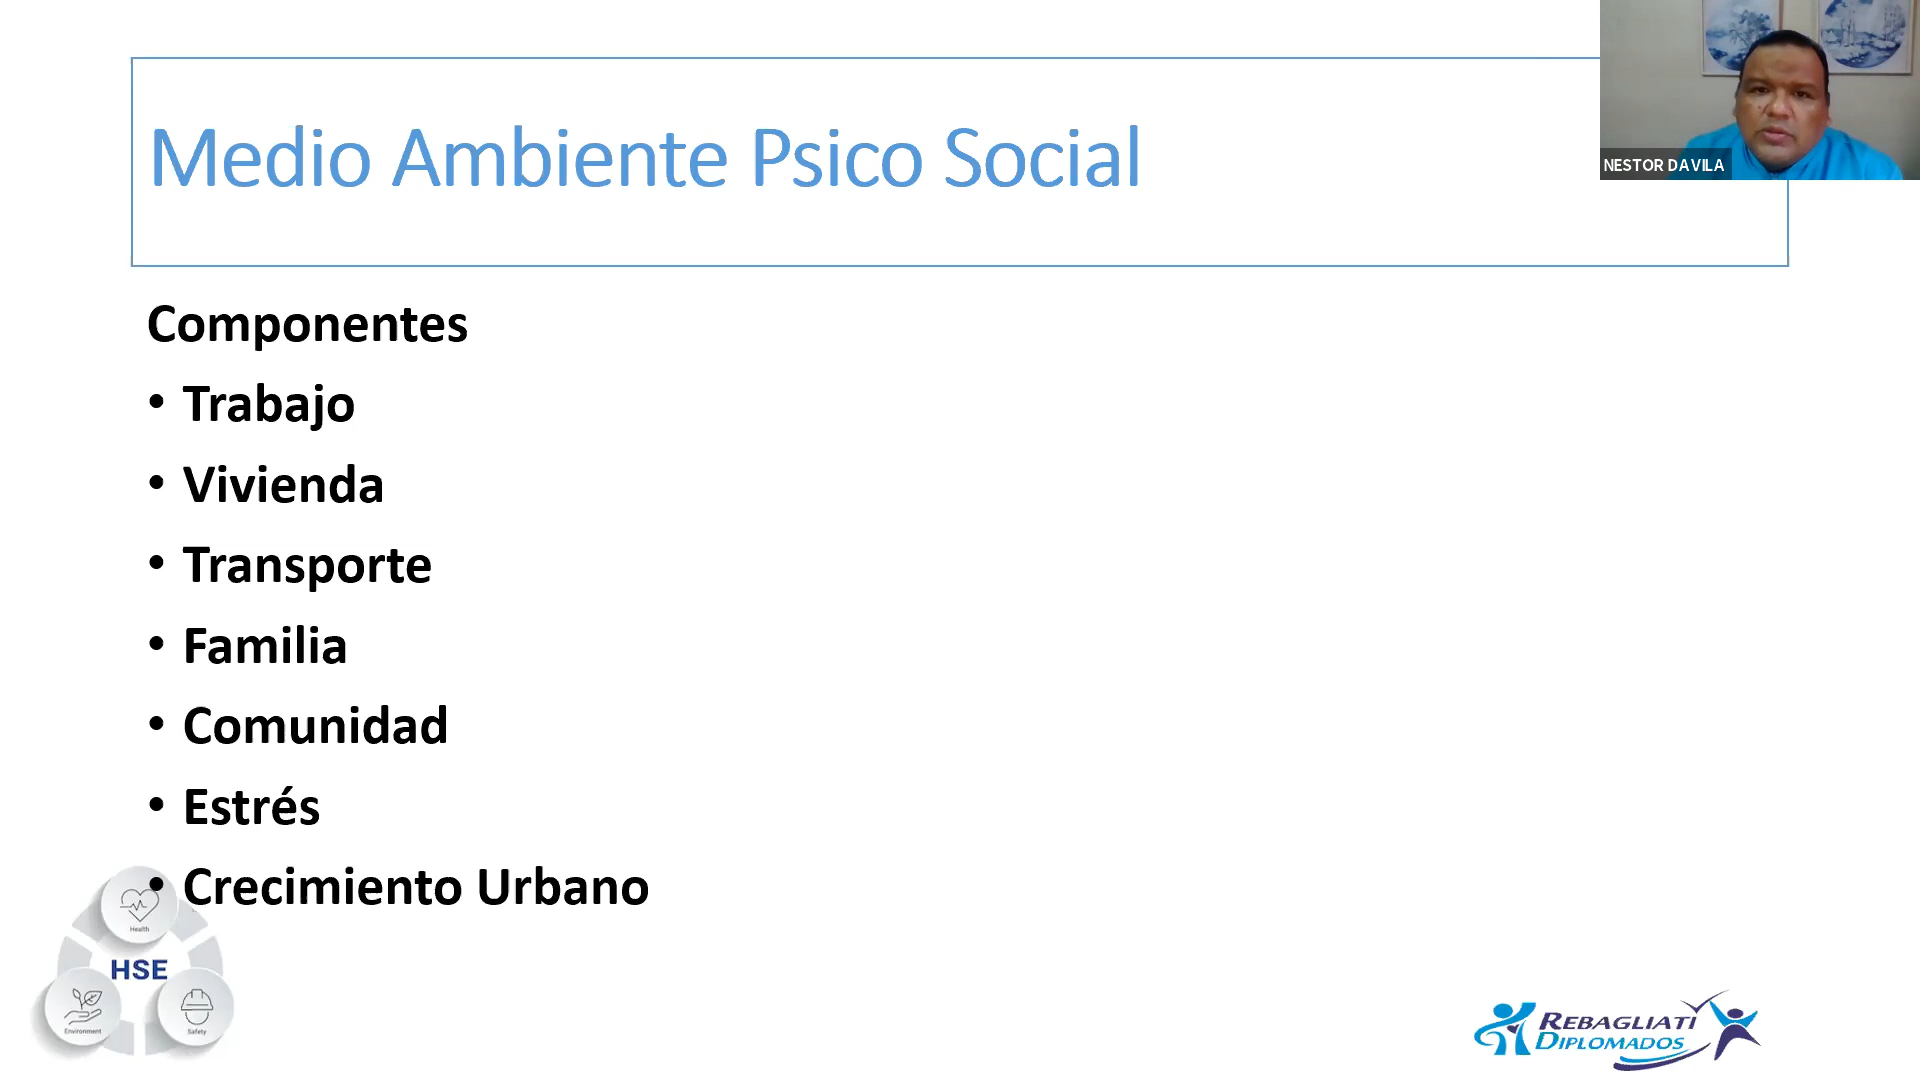 Medio Ambiente Psico Social
NESTOR DAVILA
Componentes
• Trabajo
• Vivienda
• Transporte
• Familia
• Comunidad
• Estrés
• Crecimiento Urbano
Health
HSE
Environment
Safety
REBAGLIATI
DIPLOMADOS